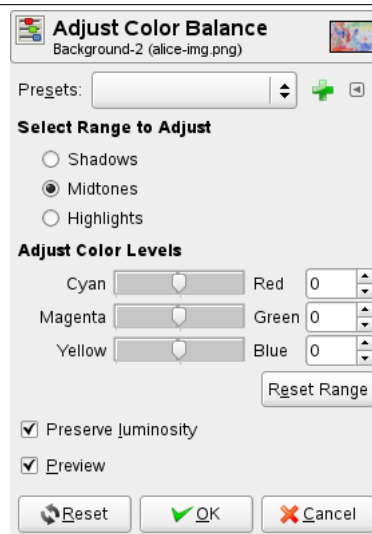 Adjust Color Balance
Background-2 (alice-img.png)
Presets:
Select Range to Adjust
Shadows
Midtones
Highlights
Adjust Color Levels
Cyan Red 0
Magenta Green 0
Yellow Blue 0
Reset Range
Preserve luminosity
Preview
Reset OK Cancel